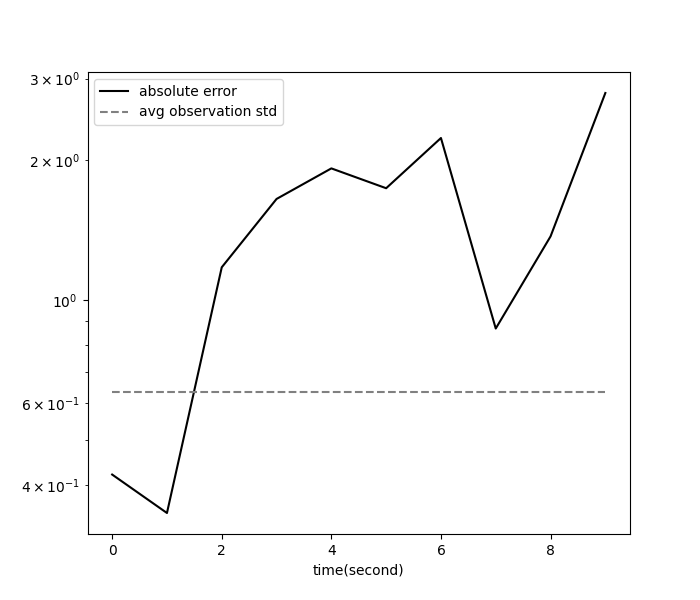 absolute error
avg observation std
3 × 10⁰
2 × 10⁰
10⁰
6 × 10⁻¹
4 × 10⁻¹
0 2 4 6 8
time(second)